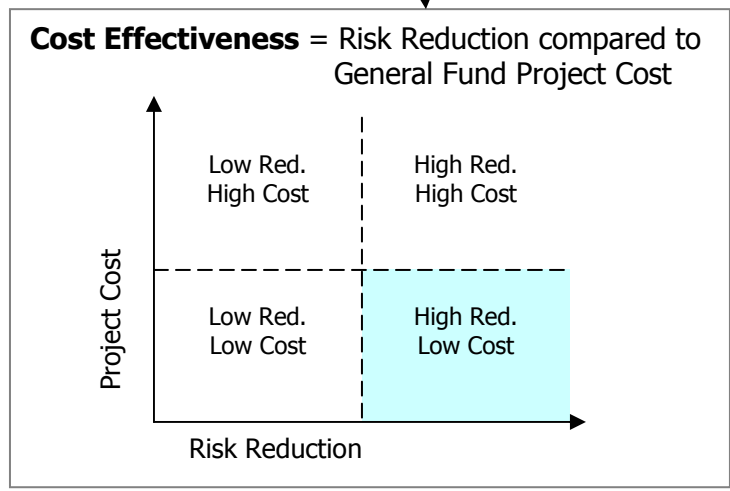 Cost Effectiveness = Risk Reduction compared to
General Fund Project Cost
Low Red.
High Cost
High Red.
High Cost
Project Cost
Low Red.
Low Cost
High Red.
Low Cost
Risk Reduction